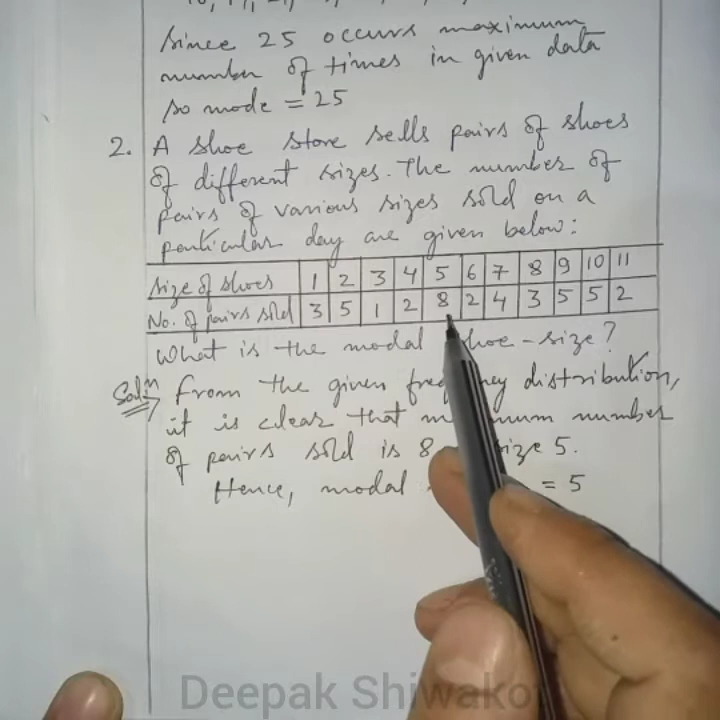 since 25 occurs maximum
number of times in given data
so mode = 25
2. A shoe store sells pairs of shoes
of different sizes. The number of
pairs of various sizes sold on a
particular day are given below:
size of shoes 1 2 3 4 5 6 7 8 9 10 11
No. of pairs sold 3 5 1 2 8 2 4 3 5 5 2
What is the modal shoe-size?
Solⁿ From the given distribution,
it is clear that number
of pairs sold is 8 size 5.
Hence, modal = 5
Deepak Shiwako